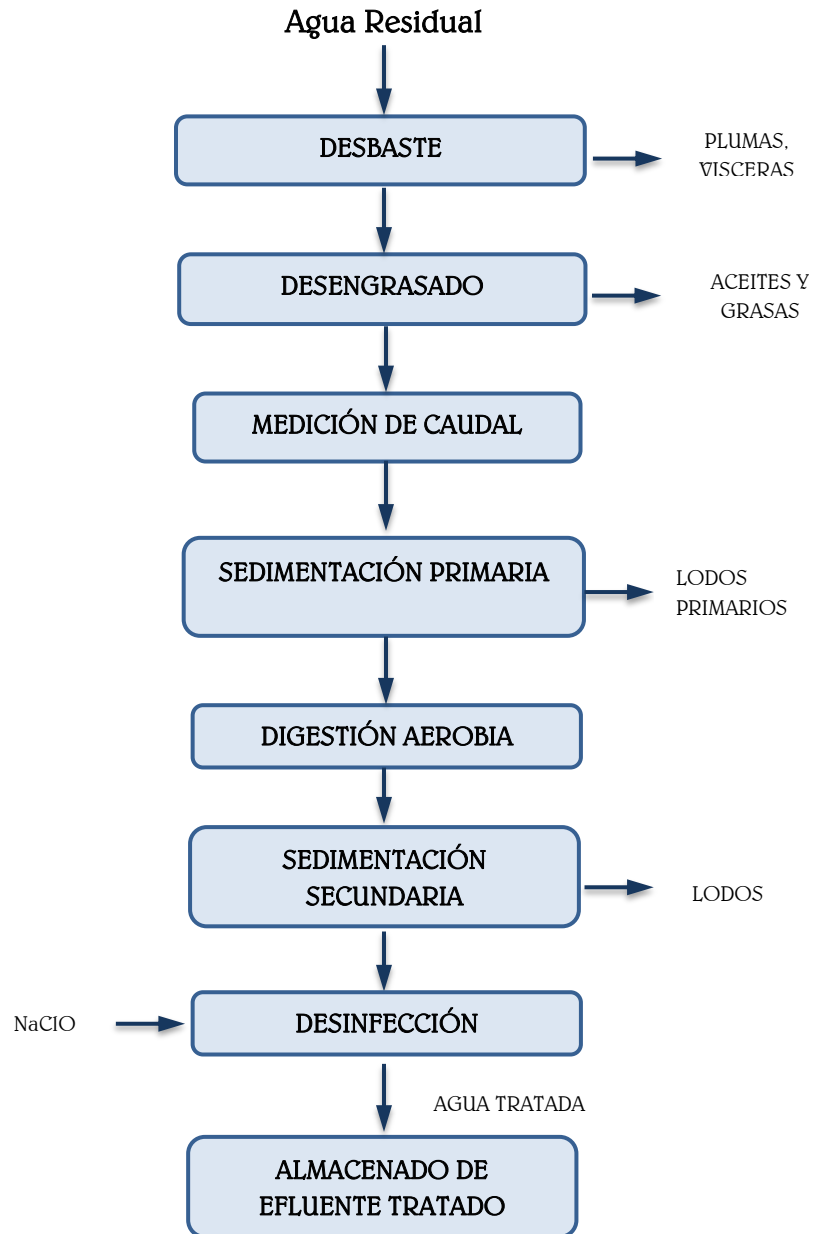 Agua Residual
DESBASTE
PLUMAS,
VISCERAS
DESENGRASADO
ACEITES Y
GRASAS
MEDICIÓN DE CAUDAL
SEDIMENTACIÓN PRIMARIA
LODOS
PRIMARIOS
DIGESTIÓN AEROBIA
SEDIMENTACIÓN
SECUNDARIA
LODOS
NaClO
DESINFECCIÓN
AGUA TRATADA
ALMACENADO DE
EFLUENTE TRATADO